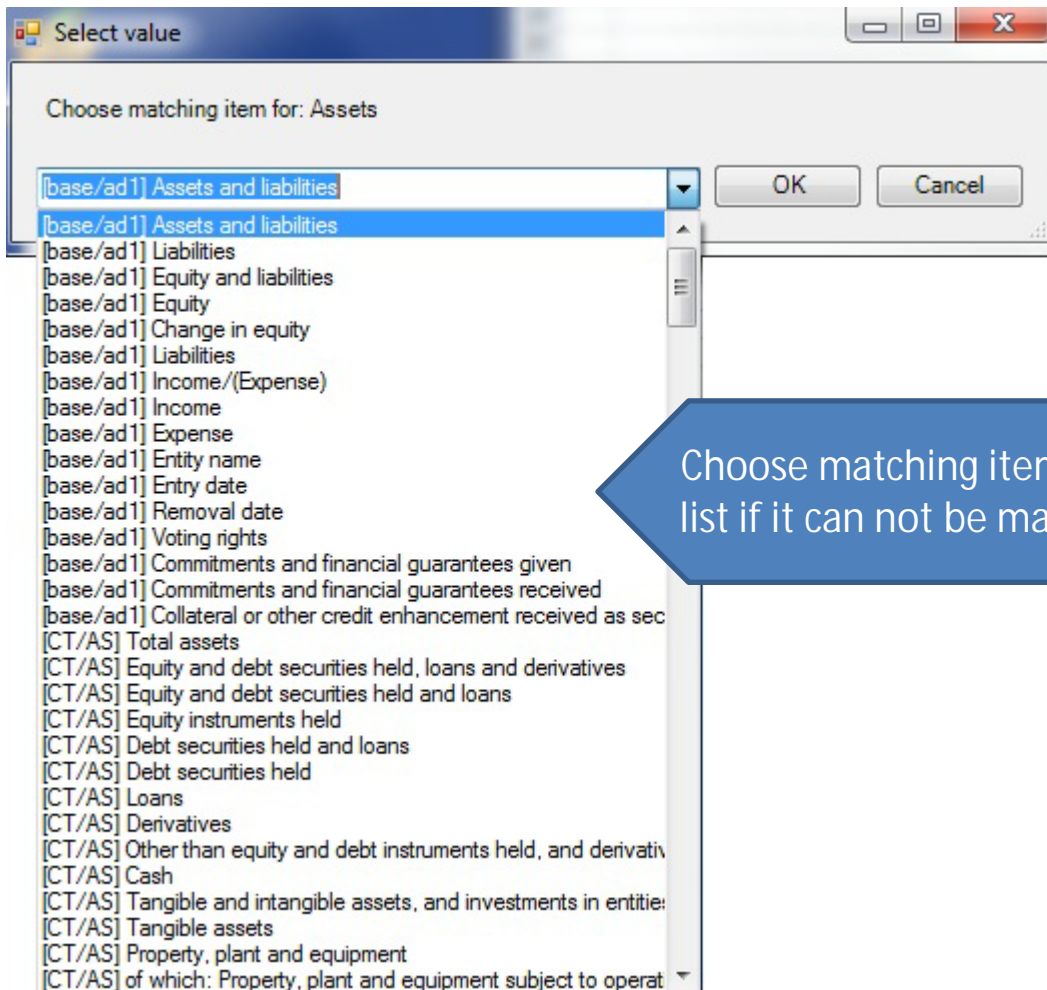 Select value
Choose matching item for: Assets
[base/ad1] Assets and liabilities
OK
Cancel
[base/ad1] Assets and liabilities
[base/ad1] Liabilities
[base/ad1] Equity and liabilities
[base/ad1] Equity
[base/ad1] Change in equity
[base/ad1] Liabilities
[base/ad1] Income/(Expense)
[base/ad1] Income
[base/ad1] Expense
[base/ad1] Entity name
[base/ad1] Entry date
[base/ad1] Removal date
[base/ad1] Voting rights
[base/ad1] Commitments and financial guarantees given
[base/ad1] Commitments and financial guarantees received
[base/ad1] Collateral or other credit enhancement received as sec
[CT/AS] Total assets
[CT/AS] Equity and debt securities held, loans and derivatives
[CT/AS] Equity and debt securities held and loans
[CT/AS] Equity instruments held
[CT/AS] Debt securities held and loans
[CT/AS] Debt securities held
[CT/AS] Loans
[CT/AS] Derivatives
[CT/AS] Other than equity and debt instruments held, and derivativ
[CT/AS] Cash
[CT/AS] Tangible and intangible assets, and investments in entitie
[CT/AS] Tangible assets
[CT/AS] Property, plant and equipment
[CT/AS] of which: Property, plant and equipment subject to operat
Choose matching iter
list if it can not be ma